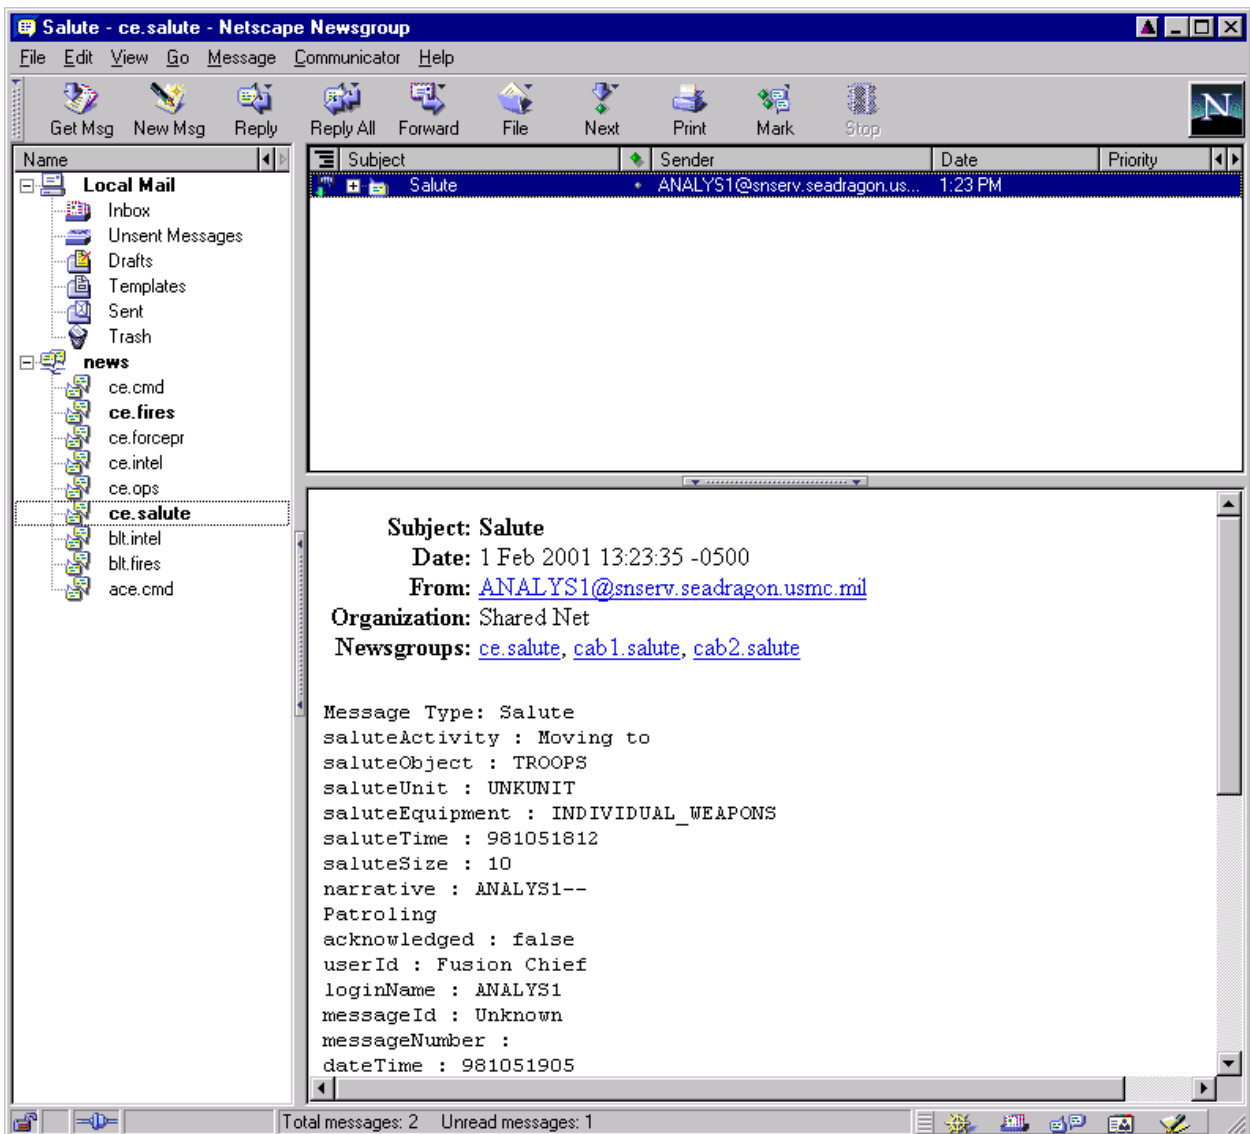 Salute - ce.salute - Netscape Newsgroup
File Edit View Go Message Communicator Help
Get Msg New Msg Reply Reply All Forward File Next Print Mark Stop
N
Name
Local Mail
Inbox
Unsent Messages
Drafts
Templates
Sent
Trash
news
ce.cmd
ce.fires
ce.forcepr
ce.intel
ce.ops
ce.salute
blt.intel
blt.fires
ace.cmd
Subject Sender Date Priority
Salute ANALYS1@snserv.seadragon.us... 1:23 PM
Subject: Salute
Date: 1 Feb 2001 13:23:35 -0500
From: ANALYS1@snserv.seadragon.usmc.mil
Organization: Shared Net
Newsgroups: ce.salute, cab1.salute, cab2.salute
Message Type: Salute
saluteActivity : Moving to
saluteObject : TROOPS
saluteUnit : UNKUNIT
saluteEquipment : INDIVIDUAL_WEAPONS
saluteTime : 981051812
saluteSize : 10
narrative : ANALYS1--
Patroling
acknowledged : false
userId : Fusion Chief
loginName : ANALYS1
messageId : Unknown
messageNumber :
dateTime : 981051905
Total messages: 2 Unread messages: 1